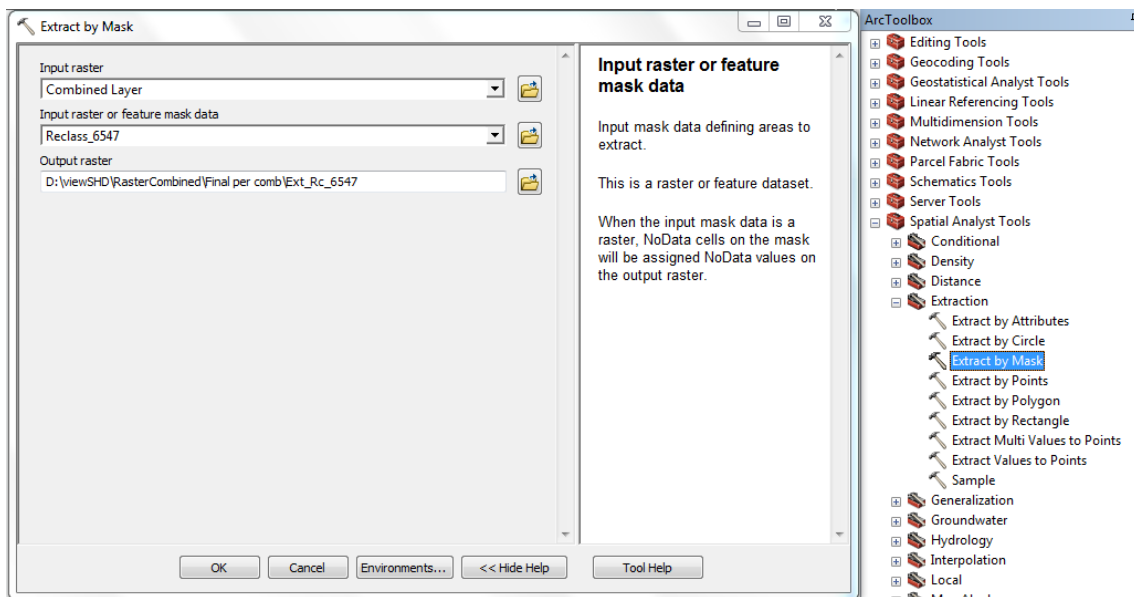 Extract by Mask
Input raster
Combined Layer
Input raster or feature mask data
Reclass_6547
Output raster
D:\viewSHD\RasterCombined\Final per comb\Ext_Rc_6547
Input raster or feature
mask data
Input mask data defining areas to
extract.
This is a raster or feature dataset.
When the input mask data is a
raster, NoData cells on the mask
will be assigned NoData values on
the output raster.
OK
Cancel
Environments...
<< Hide Help
Tool Help
ArcToolbox
Editing Tools
Geocoding Tools
Geostatistical Analyst Tools
Linear Referencing Tools
Multidimension Tools
Network Analyst Tools
Parcel Fabric Tools
Schematics Tools
Server Tools
Spatial Analyst Tools
Conditional
Density
Distance
Extraction
Extract by Attributes
Extract by Circle
Extract by Mask
Extract by Points
Extract by Polygon
Extract by Rectangle
Extract Multi Values to Points
Extract Values to Points
Sample
Generalization
Groundwater
Hydrology
Interpolation
Local